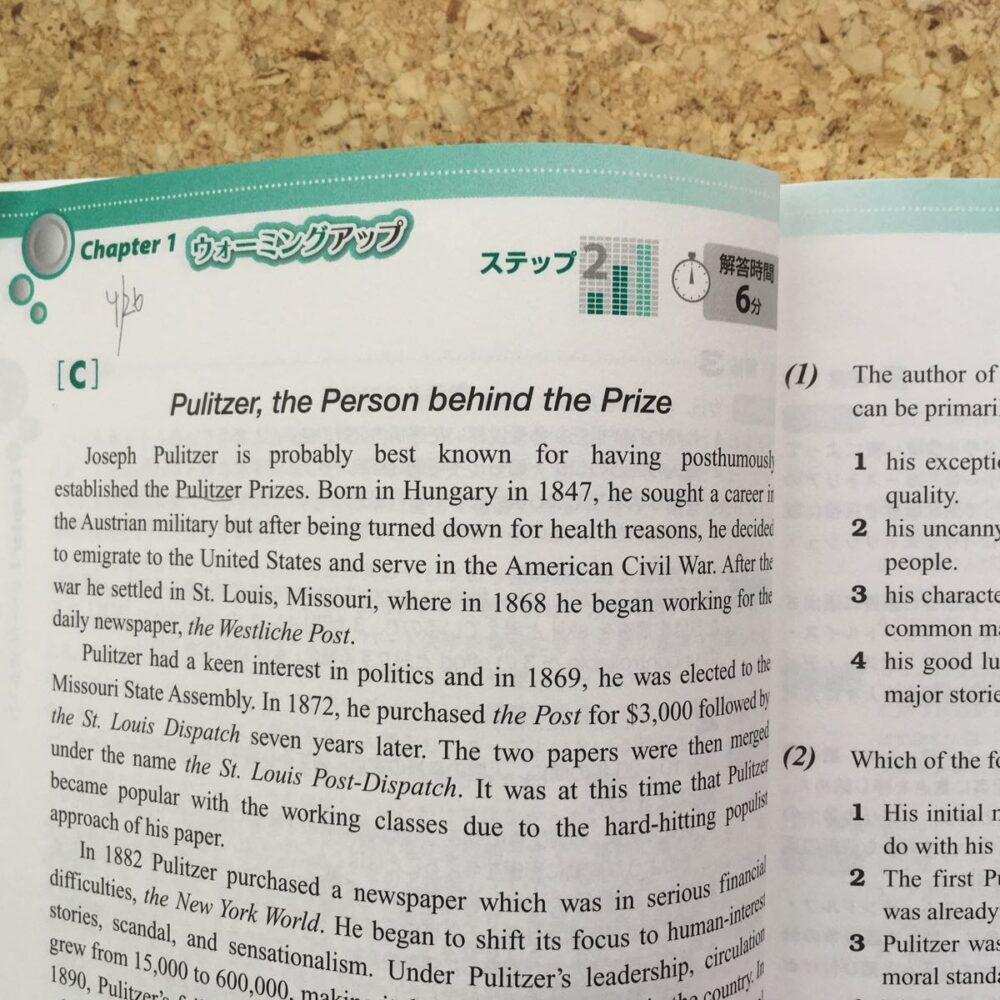 Chapter 1 ウォーミングアップ
ステップ2
解答時間
6分
4/26
[C]
Pulitzer, the Person behind the Prize
Joseph Pulitzer is probably best known for having posthumously
established the Pulitzer Prizes. Born in Hungary in 1847, he sought a career in
the Austrian military but after being turned down for health reasons, he decided
to emigrate to the United States and serve in the American Civil War. After the
war he settled in St. Louis, Missouri, where in 1868 he began working for the
daily newspaper, the Westliche Post.
Pulitzer had a keen interest in politics and in 1869, he was elected to the
Missouri State Assembly. In 1872, he purchased the Post for $3,000 followed by
the St. Louis Dispatch seven years later. The two papers were then merged
under the name the St. Louis Post-Dispatch. It was at this time that Pulitzer
became popular with the working classes due to the hard-hitting populist
approach of his paper.
In 1882 Pulitzer purchased a newspaper which was in serious financial
difficulties, the New York World. He began to shift its focus to human-interest
stories, scandal, and sensationalism. Under Pulitzer's leadership, circulation
grew from 15,000 to 600,000, the country. In
1890, Pulitzer's
(1) The author of
can be
1 his
quality.
2 his uncanny
people.
3 his
common
4 his good
major
(2) Which of the
1 His initial
do with his
2 The first
was already
3 Pulitzer was
moral